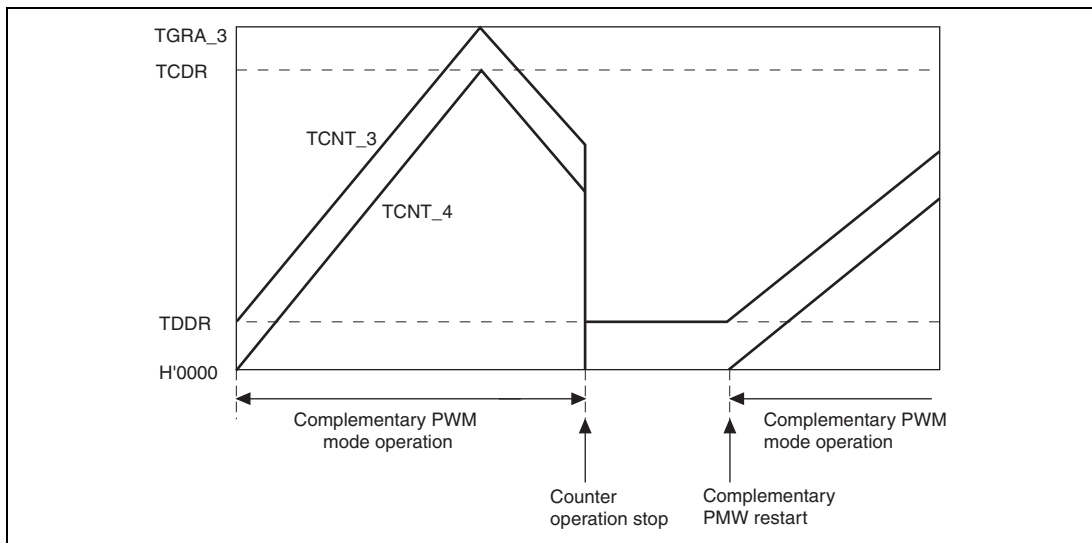 TGRA_3
TCDR
TCNT_3
TCNT_4
TDDR
H'0000
Complementary PWM
mode operation
Complementary PWM
mode operation
Counter
operation stop
Complementary
PMW restart